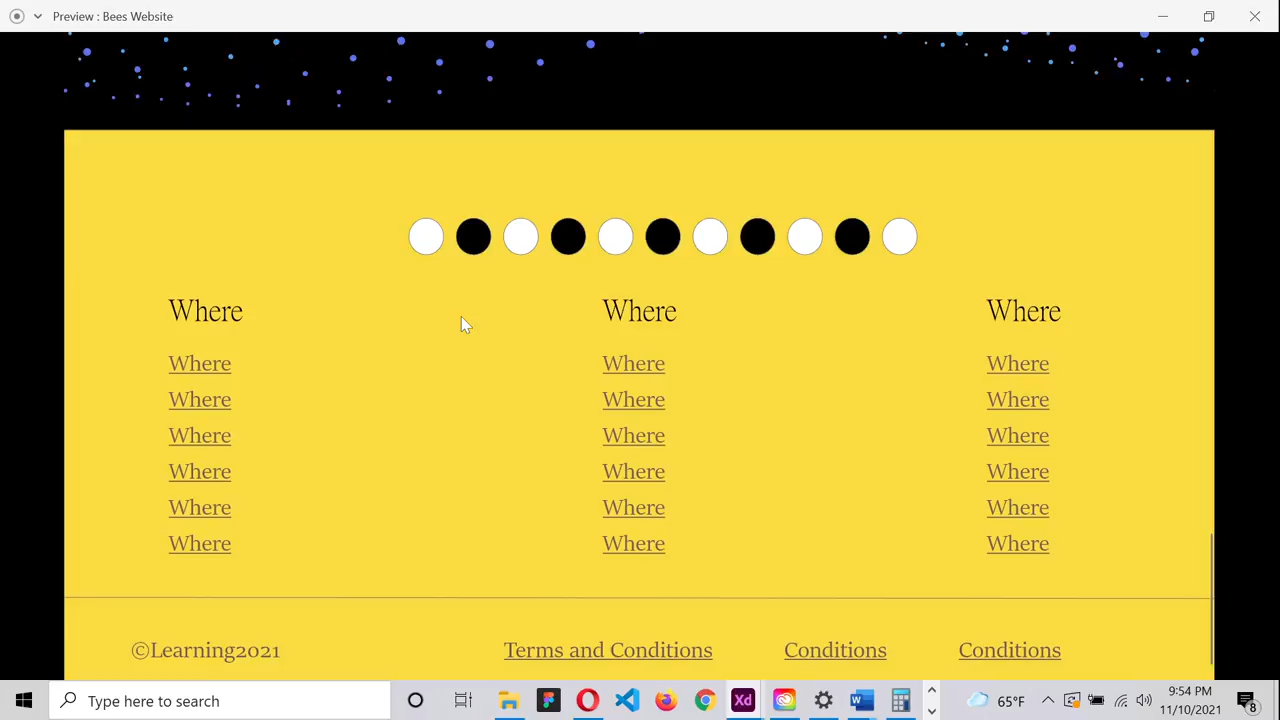 Preview : Bees Website
Where Where Where
Where Where Where
Where Where Where
Where Where Where
Where Where Where
Where Where Where
Where Where Where
©Learning2021 Terms and Conditions Conditions Conditions
Type here to search
Xd
65°F
9:54 PM
11/10/2021
8